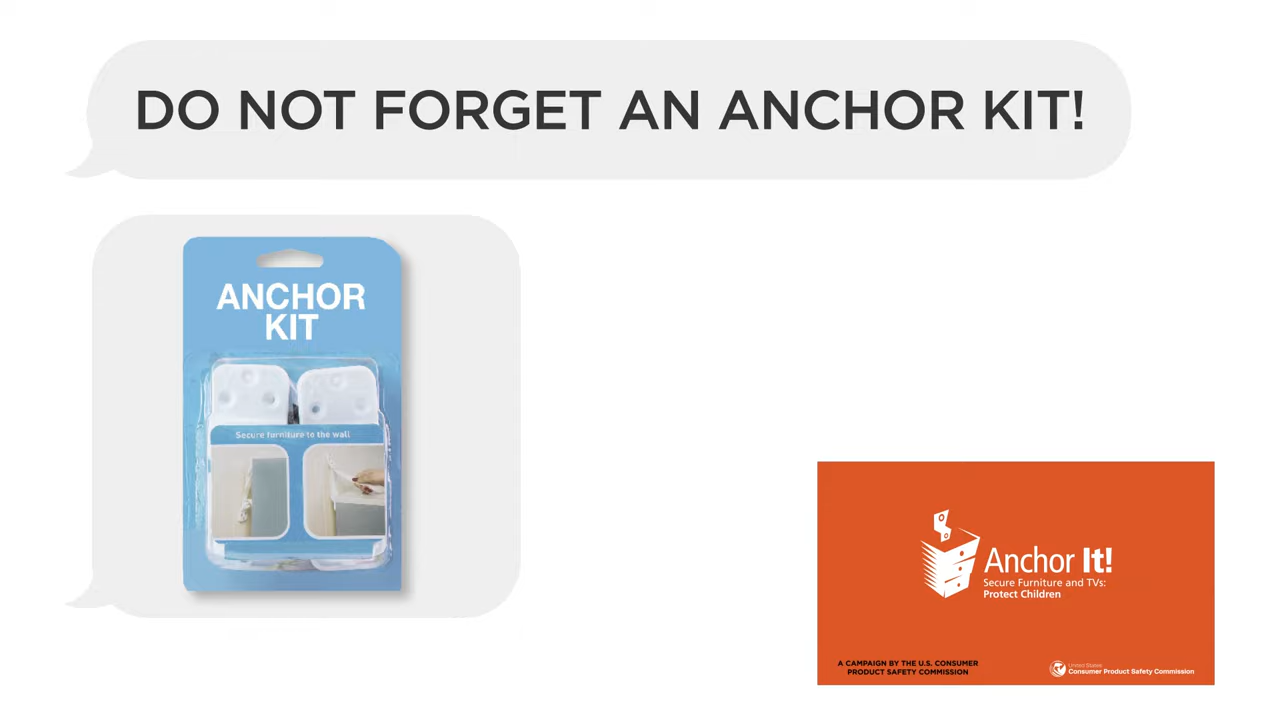 DO NOT FORGET AN ANCHOR KIT!
ANCHOR
KIT
Secure furniture to the wall
Anchor It!
Secure Furniture and TVs:
Protect Children
A CAMPAIGN BY THE U.S. CONSUMER
PRODUCT SAFETY COMMISSION
United States
Consumer Product Safety Commission